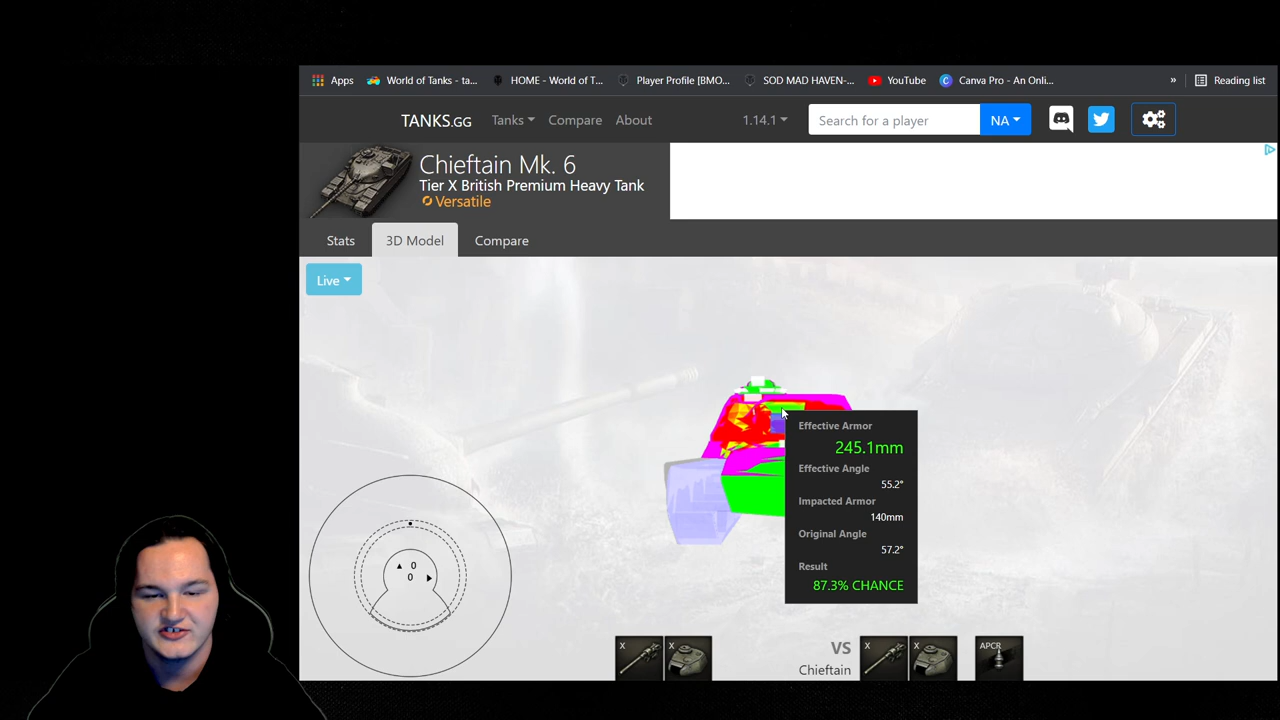 Apps
World of Tanks - ta...
HOME - World of T...
Player Profile [BMO...
SOD MAD HAVEN-...
YouTube
Canva Pro - An Onli...
»
Reading list
TANKS.GG
Tanks
Compare
About
1.14.1
Search for a player
NA
Chieftain Mk. 6
Tier X British Premium Heavy Tank
Versatile
Stats
3D Model
Compare
Live
Effective Armor
245.1mm
Effective Angle
55.2°
Impacted Armor
140mm
Original Angle
57.2°
Result
87.3% CHANCE
0
0
X
X
VS
Chieftain
X
X
APCR